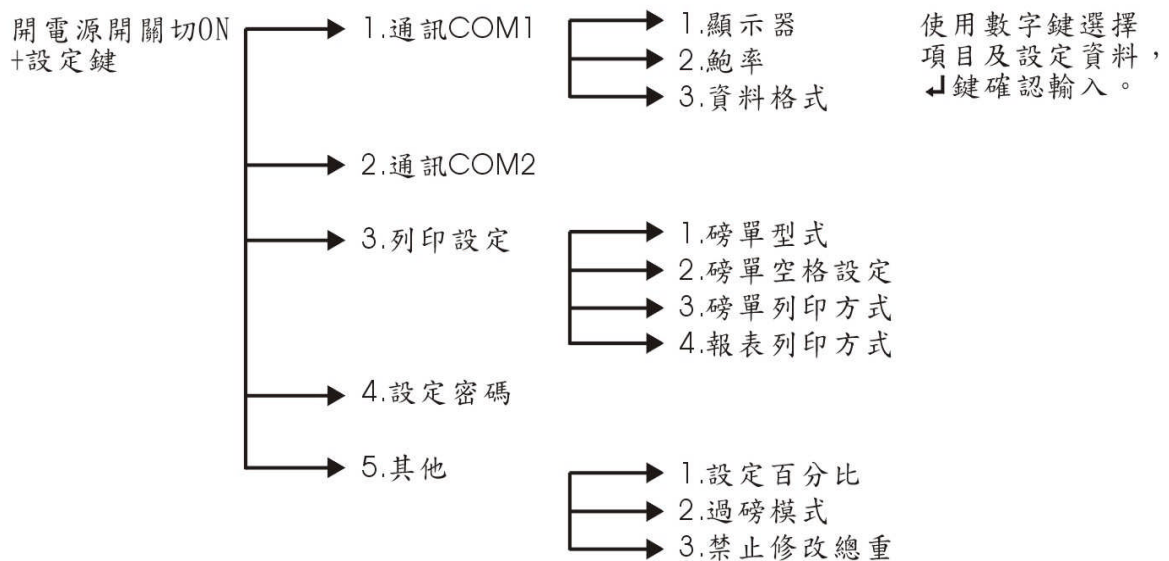 開電源開關切ON
+設定鍵
1.通訊COM1
1.顯示器
2.鮑率
3.資料格式
使用數字鍵選擇
項目及設定資料，
↵鍵確認輸入。
2.通訊COM2
3.列印設定
1.磅單型式
2.磅單空格設定
3.磅單列印方式
4.報表列印方式
4.設定密碼
5.其他
1.設定百分比
2.過磅模式
3.禁止修改總重